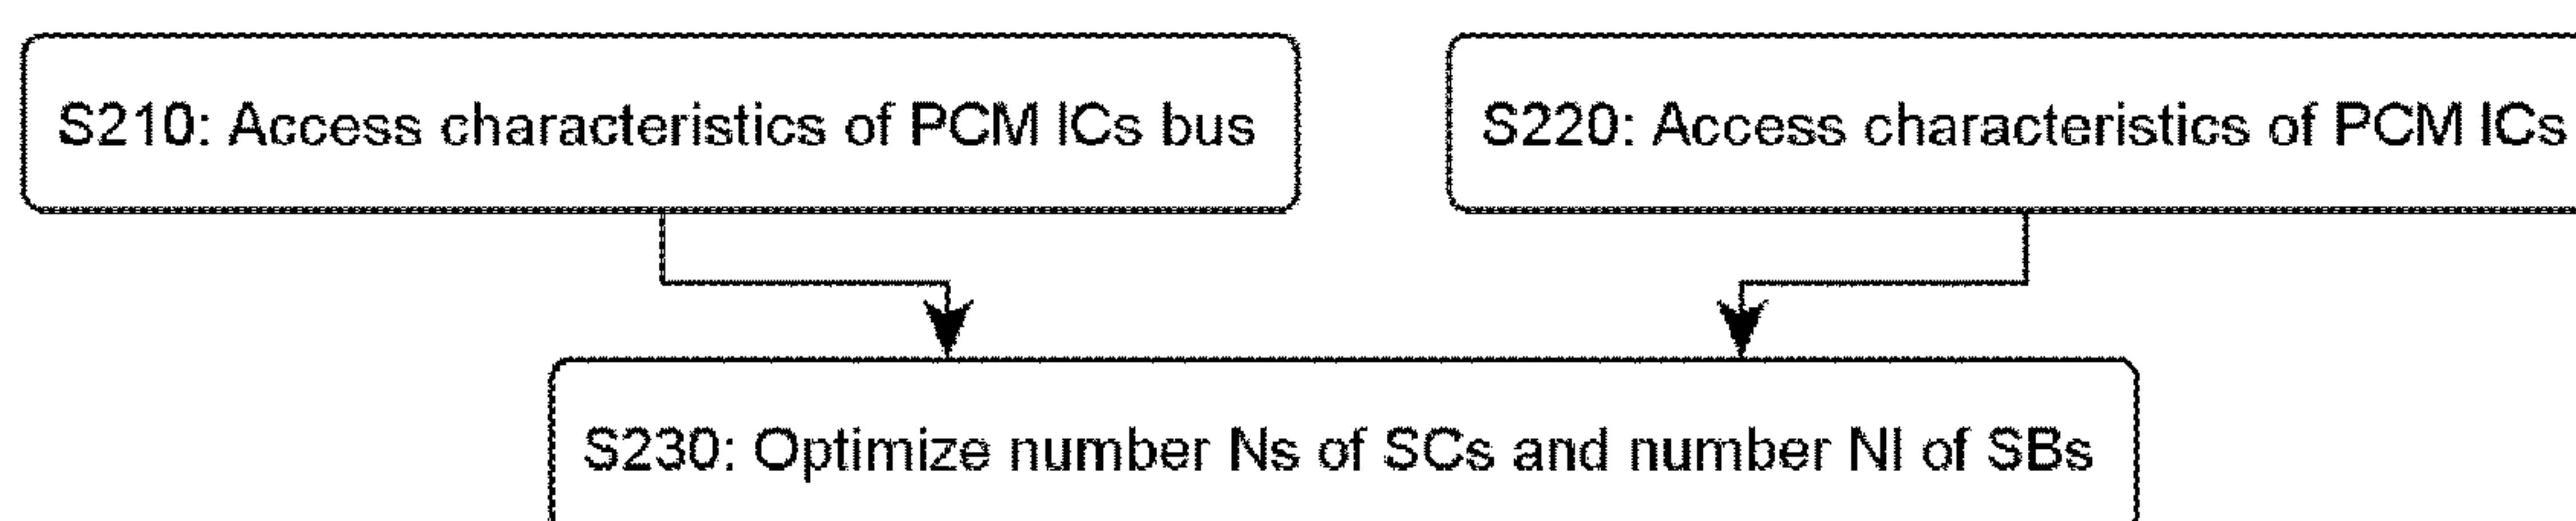 S210: Access characteristics of PCM ICs bus
S220: Access characteristics of PCM ICs
S230: Optimize number Ns of SCs and number NI of SBs